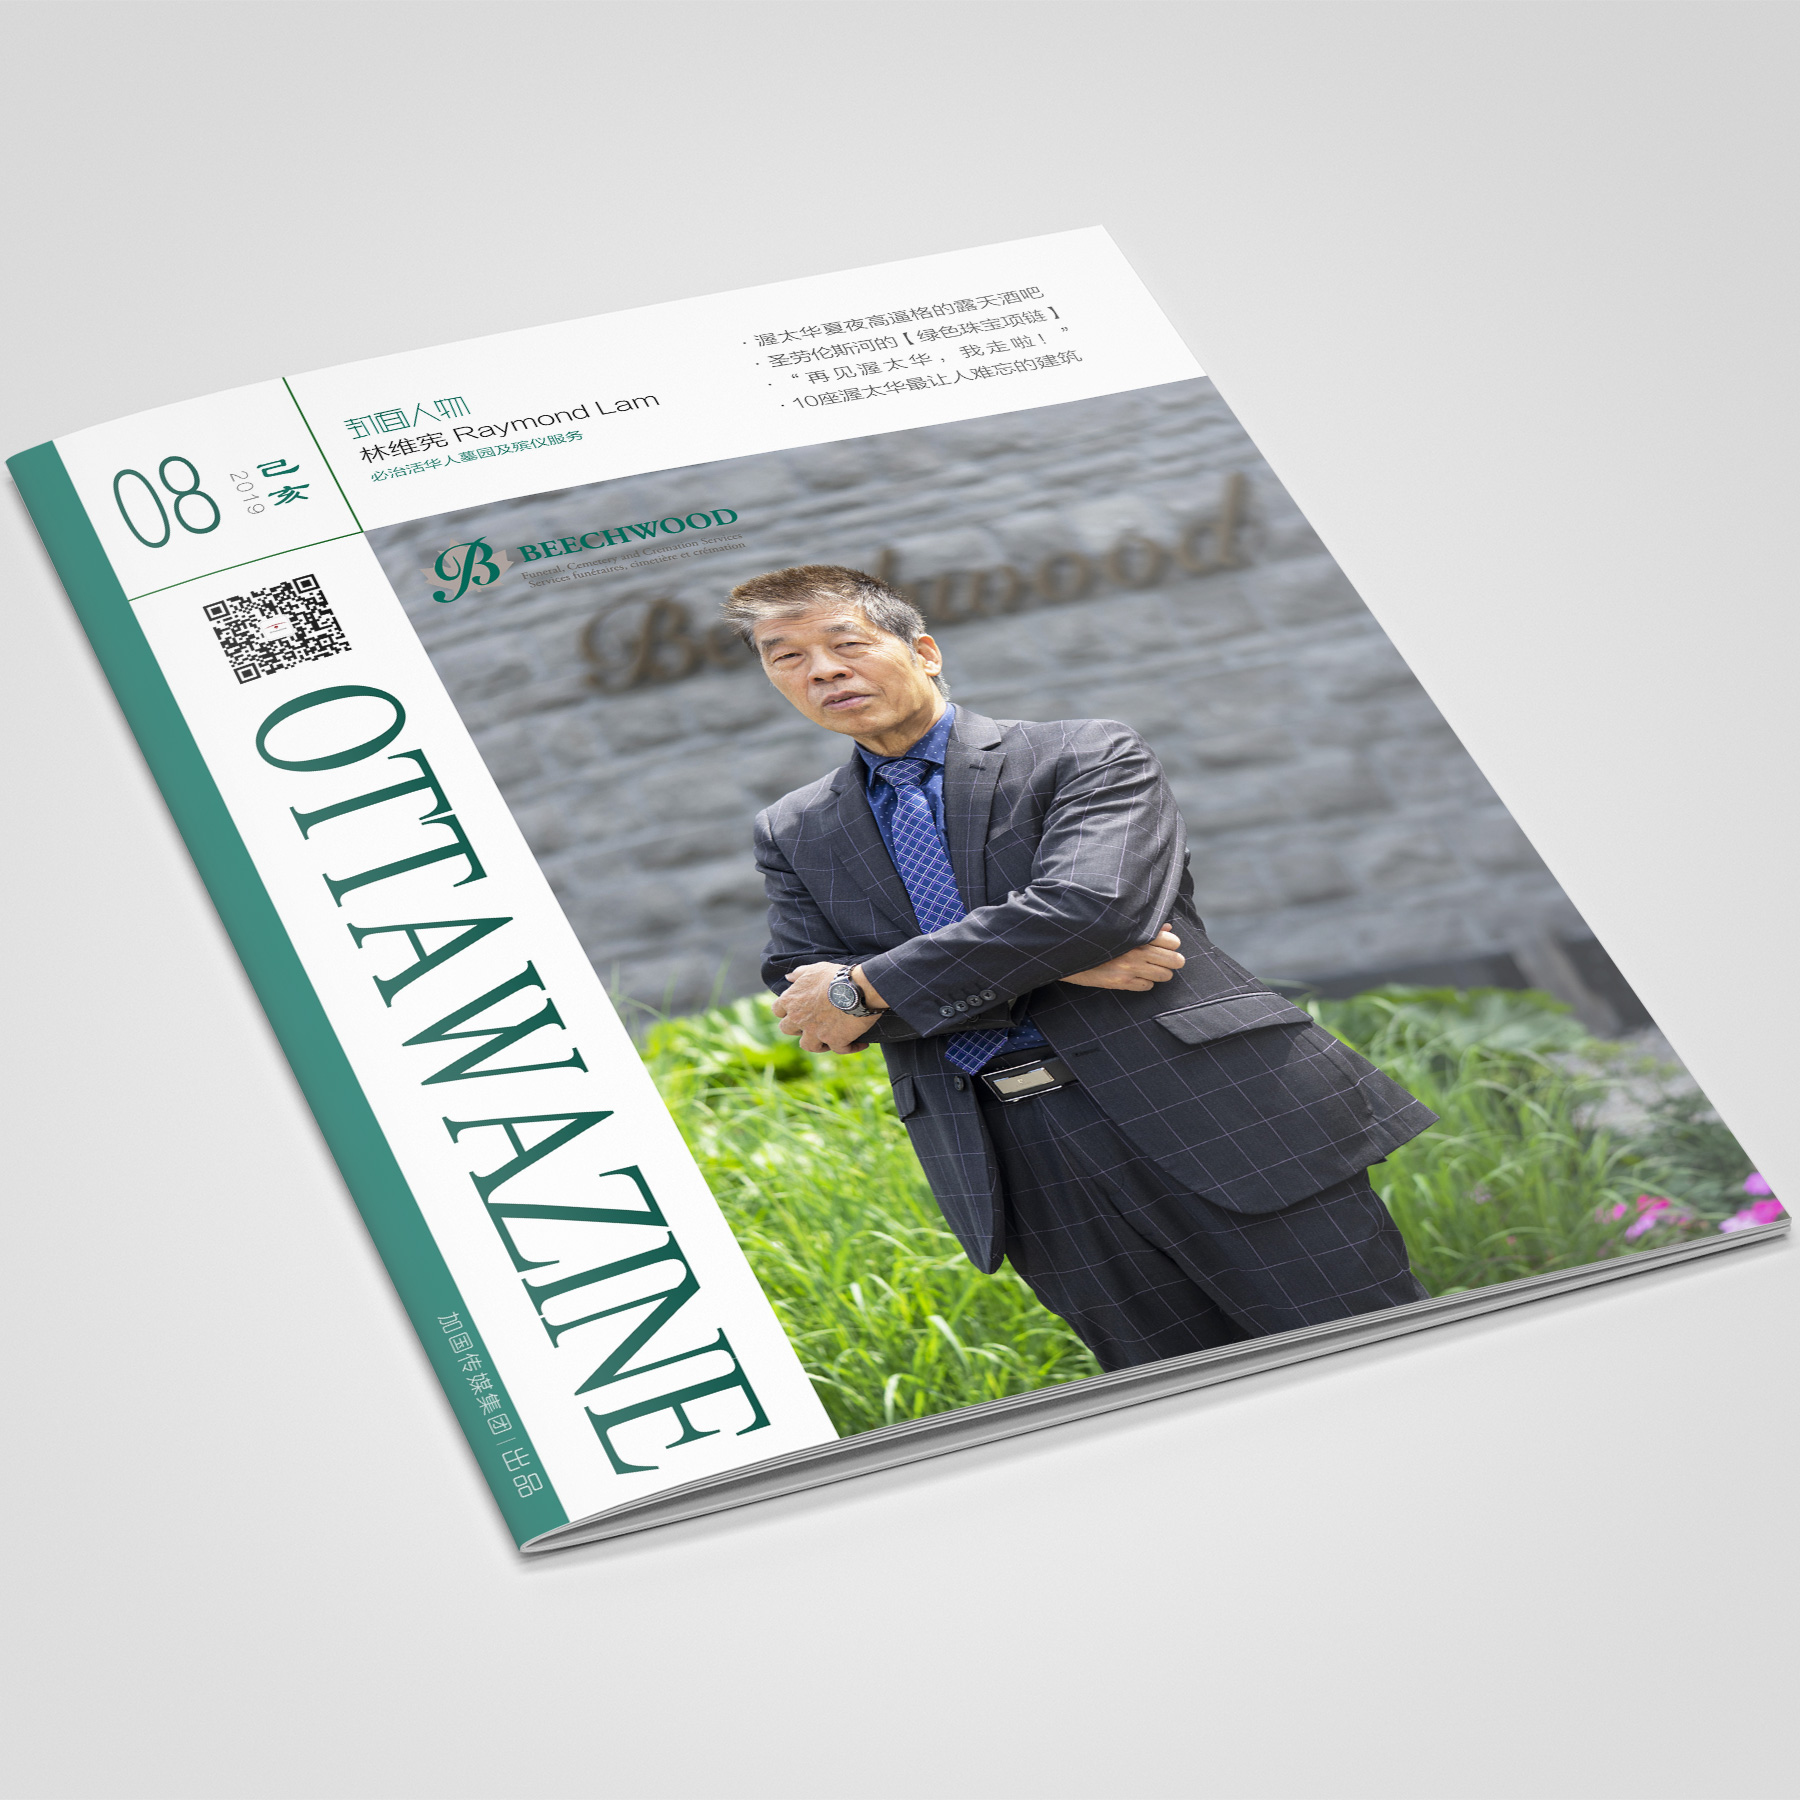 08
2019
己亥
封面人物
林维宪 Raymond Lam
必治活华人墓园及殡仪服务
· 渥太华夏夜高逼格的露天酒吧
· 圣劳伦斯河的【绿色珠宝项链】
· “再见渥太华，我走啦！”
· 10座渥太华最让人难忘的建筑
B BEECHWOOD
Funeral, Cemetery and Cremation Services
Services funéraires, cimetière et crémation
Beechwood
OTTAWAZINE
加国传媒集团 | 出品